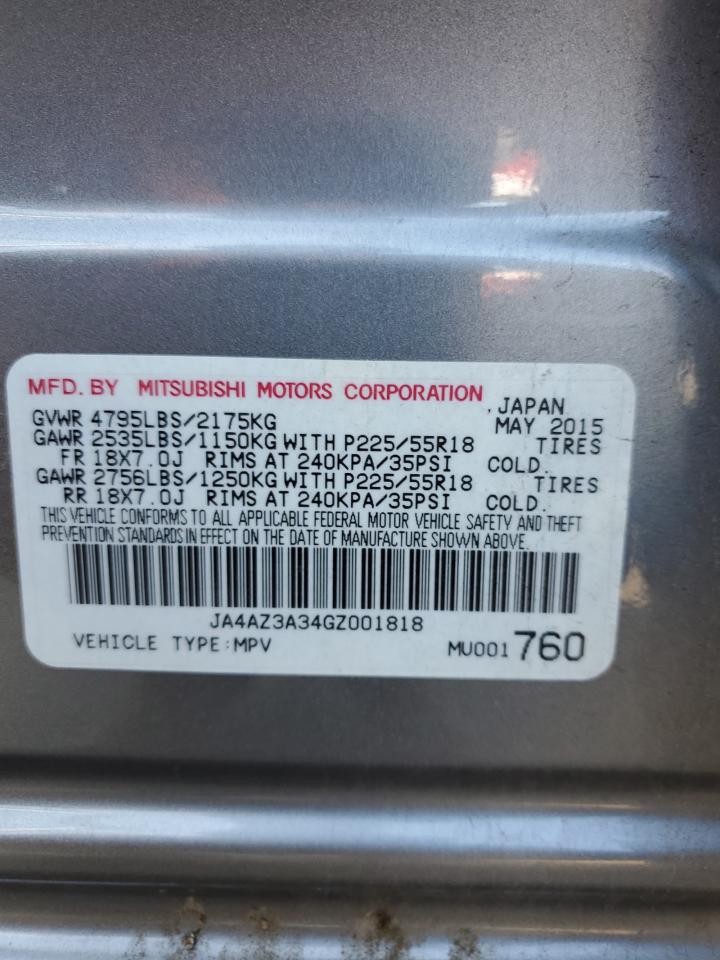 MFD. BY MITSUBISHI MOTORS CORPORATION , JAPAN
GVWR 4795LBS/2175KG MAY 2015
GAWR 2535LBS/1150KG WITH P225/55R18 TIRES
FR 18X7.0J RIMS AT 240KPA/35PSI COLD.
GAWR 2756LBS/1250KG WITH P225/55R18 TIRES
RR 18X7.0J RIMS AT 240KPA/35PSI COLD.
THIS VEHICLE CONFORMS TO ALL APPLICABLE FEDERAL MOTOR VEHICLE SAFETY AND THEFT
PREVENTION STANDARDS IN EFFECT ON THE DATE OF MANUFACTURE SHOWN ABOVE.
JA4AZ3A34GZ001818
VEHICLE TYPE:MPV MU001 760